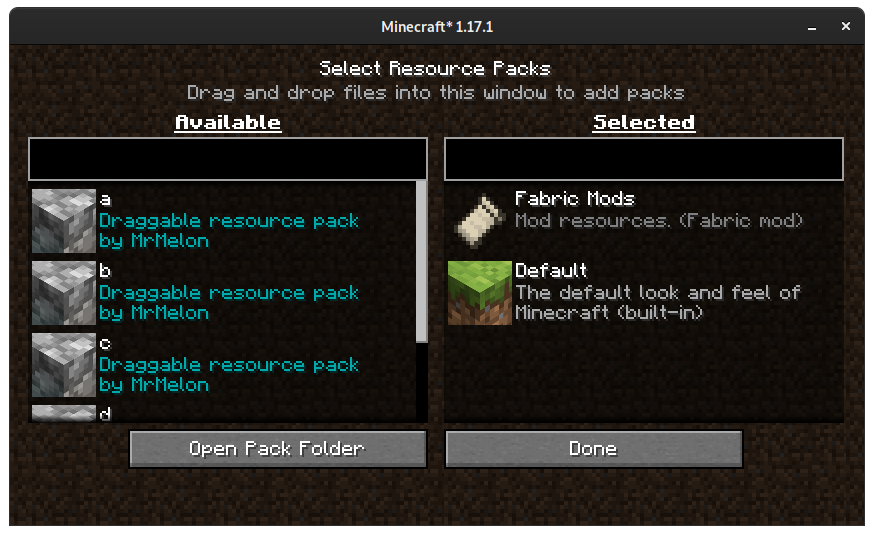 Minecraft* 1.17.1
Select Resource Packs
Drag and drop files into this window to add packs
Available
a
Draggable resource pack
by MrMelon
b
Draggable resource pack
by MrMelon
c
Draggable resource pack
by MrMelon
d
Selected
Fabric Mods
Mod resources. (Fabric mod)
Default
The default look and feel of
Minecraft (built-in)
Open Pack Folder
Done